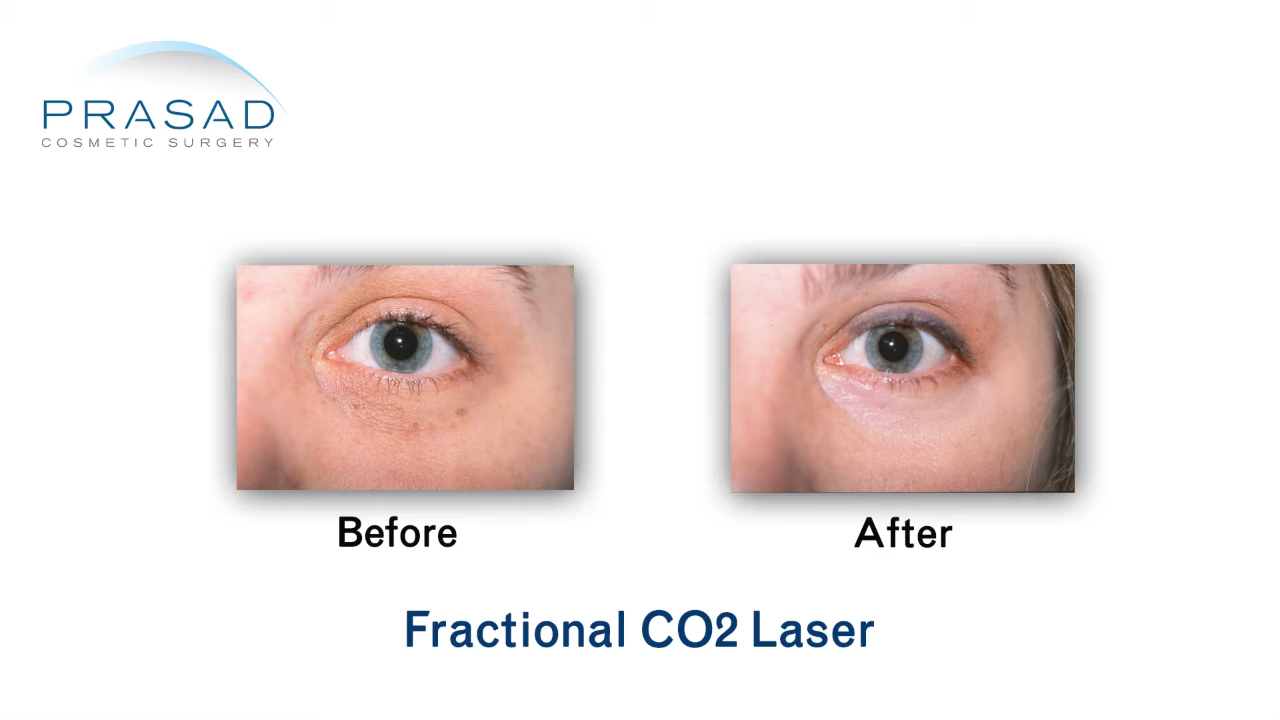 PRASAD
COSMETIC SURGERY
Before
After
Fractional CO2 Laser